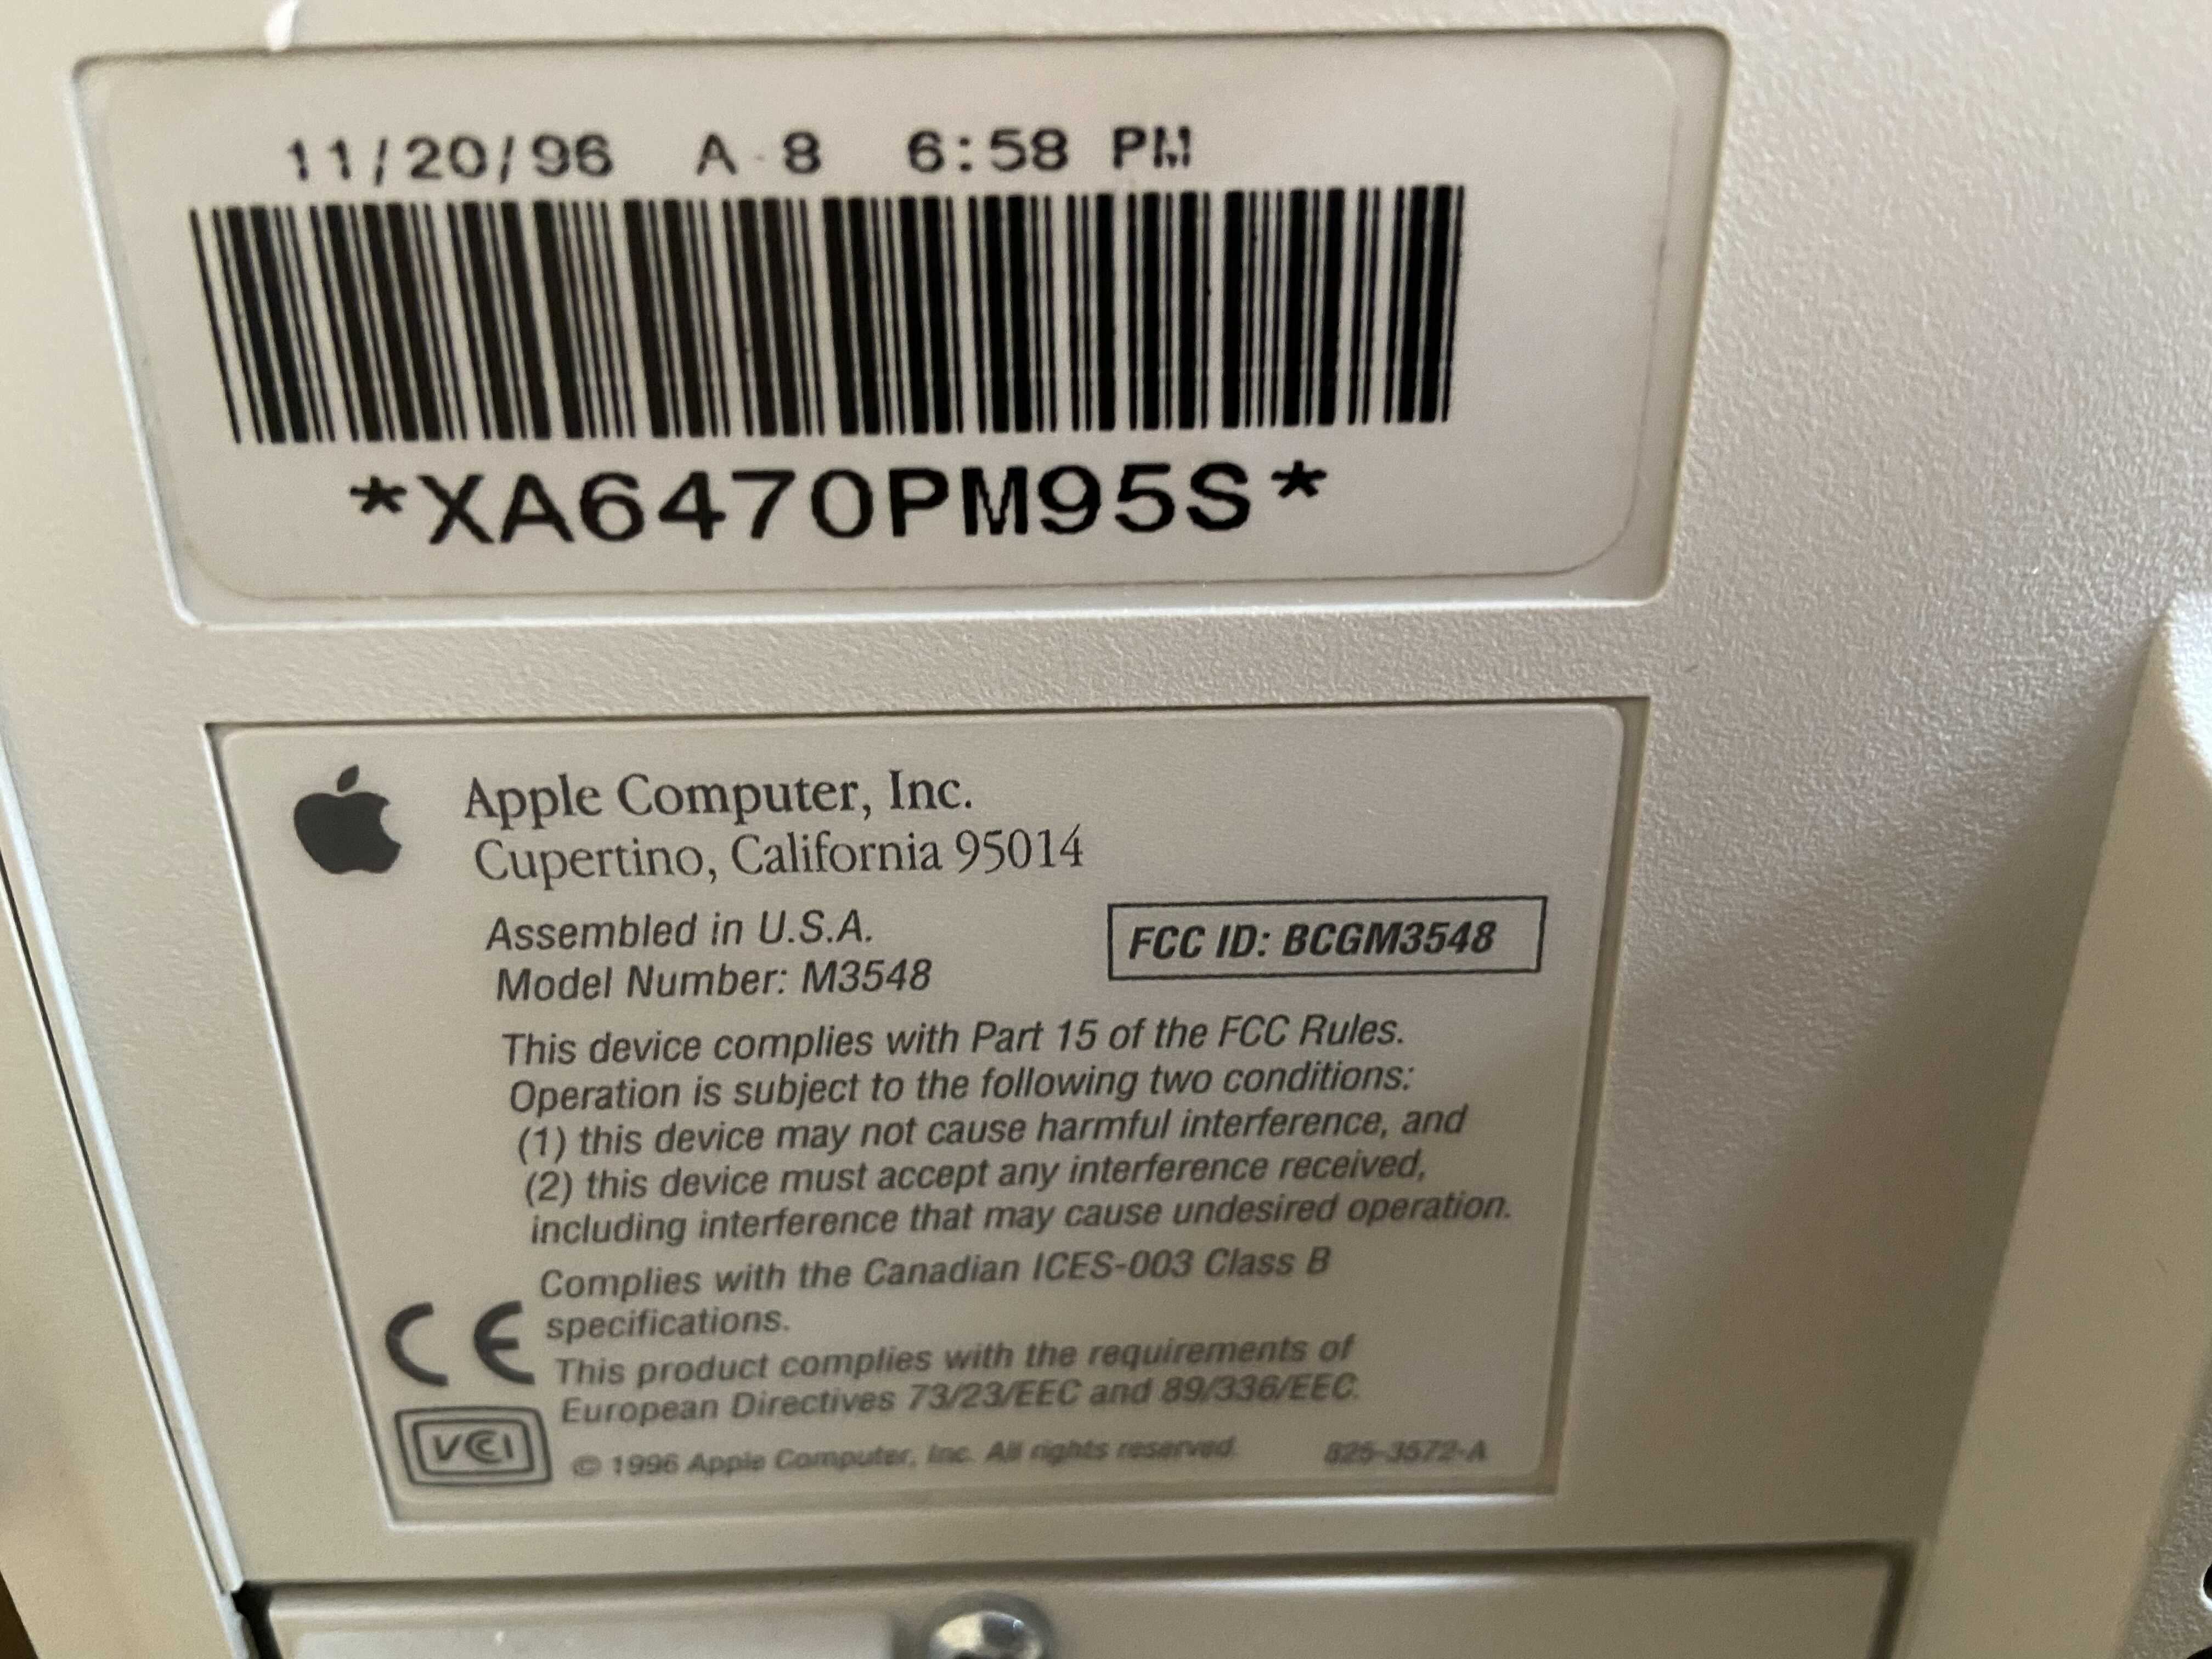 11/20/96 A-8 6:58 PM
*XA6470PM95S*
Apple Computer, Inc.
Cupertino, California 95014
Assembled in U.S.A.
Model Number: M3548
FCC ID: BCGM3548
This device complies with Part 15 of the FCC Rules.
Operation is subject to the following two conditions:
(1) this device may not cause harmful interference, and
(2) this device must accept any interference received,
including interference that may cause undesired operation.
Complies with the Canadian ICES-003 Class B
specifications.
CE
This product complies with the requirements of
European Directives 73/23/EEC and 89/336/EEC.
VCCI
© 1996 Apple Computer, Inc. All rights reserved. 825-3572-A